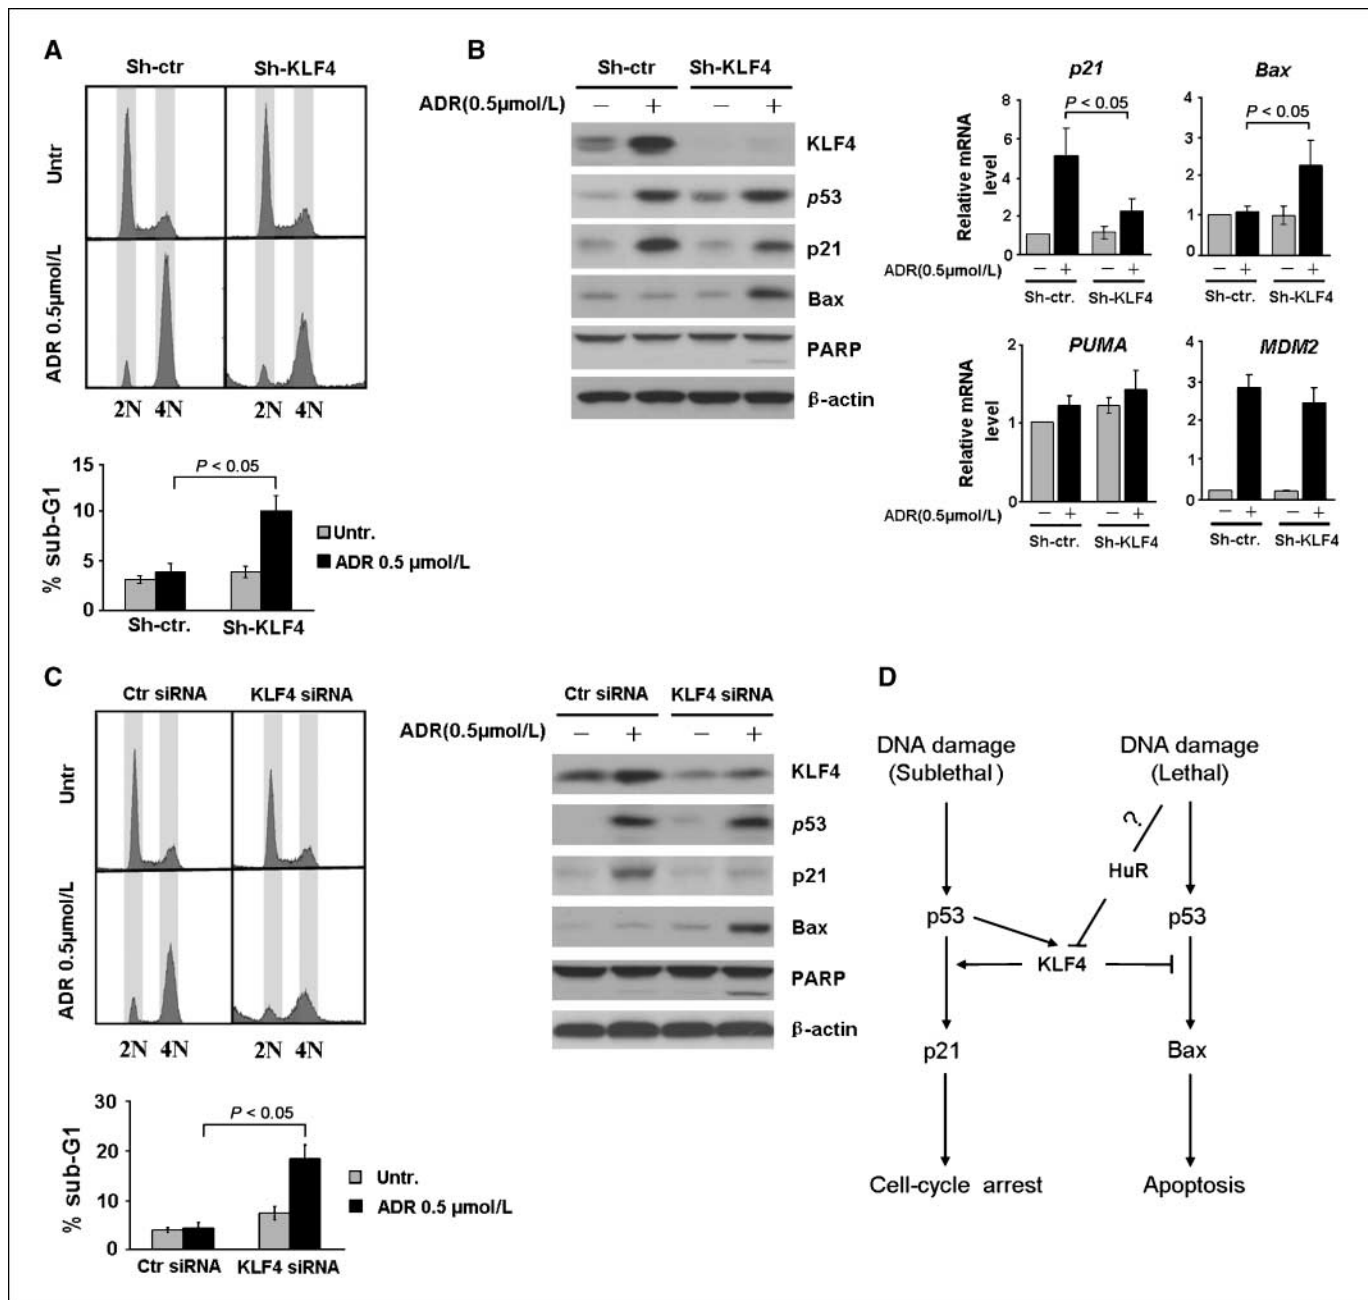 A
Sh-ctr
Sh-KLF4
Untr
ADR 0.5µmol/L
2N 4N
2N 4N
15
10
5
0
% sub-G1
P < 0.05
Untr.
ADR 0.5 µmol/L
Sh-ctr.
Sh-KLF4
B
Sh-ctr
Sh-KLF4
ADR(0.5µmol/L)
− + − +
KLF4
p53
p21
Bax
PARP
β-actin
p21
Relative mRNA
level
8
6
4
2
0
P < 0.05
ADR(0.5µmol/L)
− + − +
Sh-ctr. Sh-KLF4
Bax
4
3
2
1
0
P < 0.05
− + − +
Sh-ctr. Sh-KLF4
PUMA
Relative mRNA
level
2
1
0
ADR(0.5µmol/L)
− + − +
Sh-ctr. Sh-KLF4
MDM2
4
3
2
1
0
− + − +
Sh-ctr. Sh-KLF4
C
Ctr siRNA
KLF4 siRNA
Untr
ADR 0.5µmol/L
2N 4N
2N 4N
30
20
10
0
% sub-G1
P < 0.05
Untr.
ADR 0.5 µmol/L
Ctr siRNA
KLF4 siRNA
Ctr siRNA
KLF4 siRNA
ADR(0.5µmol/L)
− + − +
KLF4
p53
p21
Bax
PARP
β-actin
D
DNA damage
(Sublethal)
DNA damage
(Lethal)
?
HuR
p53
p53
KLF4
p21
Bax
Cell-cycle arrest
Apoptosis